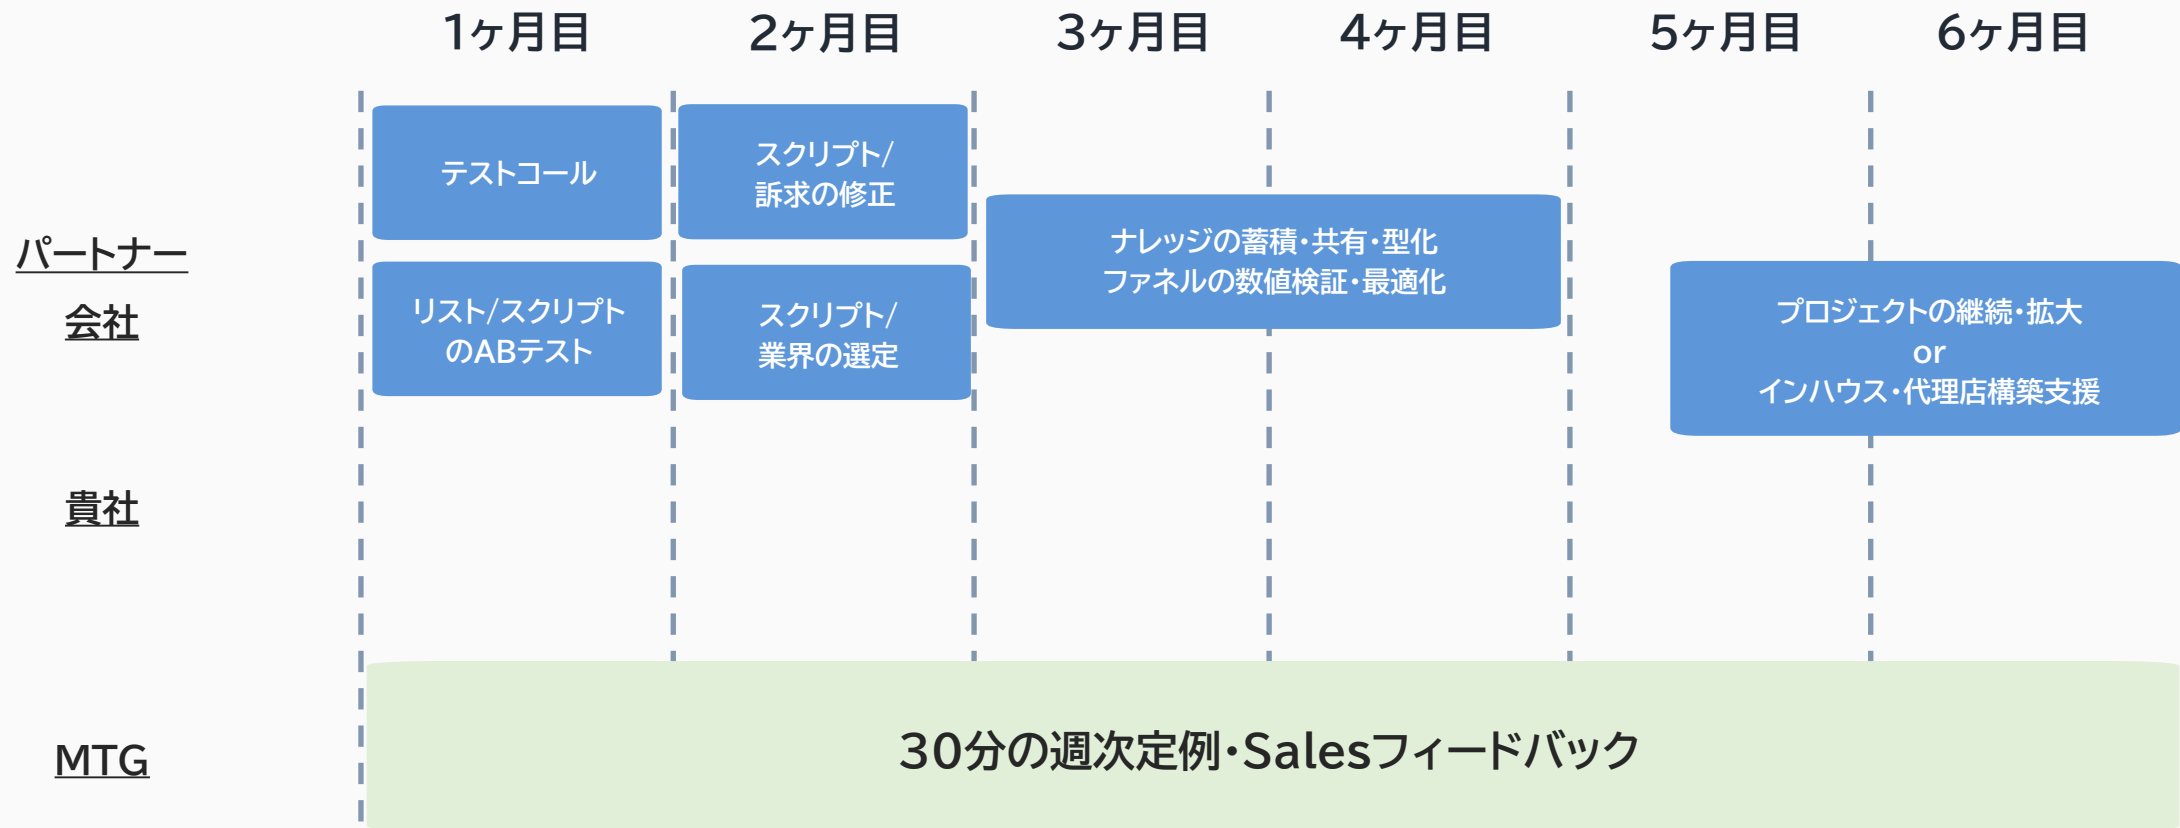 1ヶ月目
2ヶ月目
3ヶ月目
4ヶ月目
5ヶ月目
6ヶ月目
パートナー
会社
テストコール
スクリプト/
訴求の修正
リスト/スクリプト
のABテスト
スクリプト/
業界の選定
ナレッジの蓄積・共有・型化
ファネルの数値検証・最適化
プロジェクトの継続・拡大
or
インハウス・代理店構築支援
貴社
MTG
30分の週次定例・Salesフィードバック